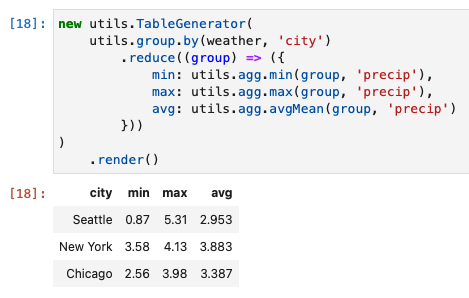 [18]: new utils.TableGenerator(
utils.group.by(weather, 'city')
.reduce((group) => ({
min: utils.agg.min(group, 'precip'),
max: utils.agg.max(group, 'precip'),
avg: utils.agg.avgMean(group, 'precip')
}))
)
.render()
[18]: city min max avg
Seattle 0.87 5.31 2.953
New York 3.58 4.13 3.883
Chicago 2.56 3.98 3.387